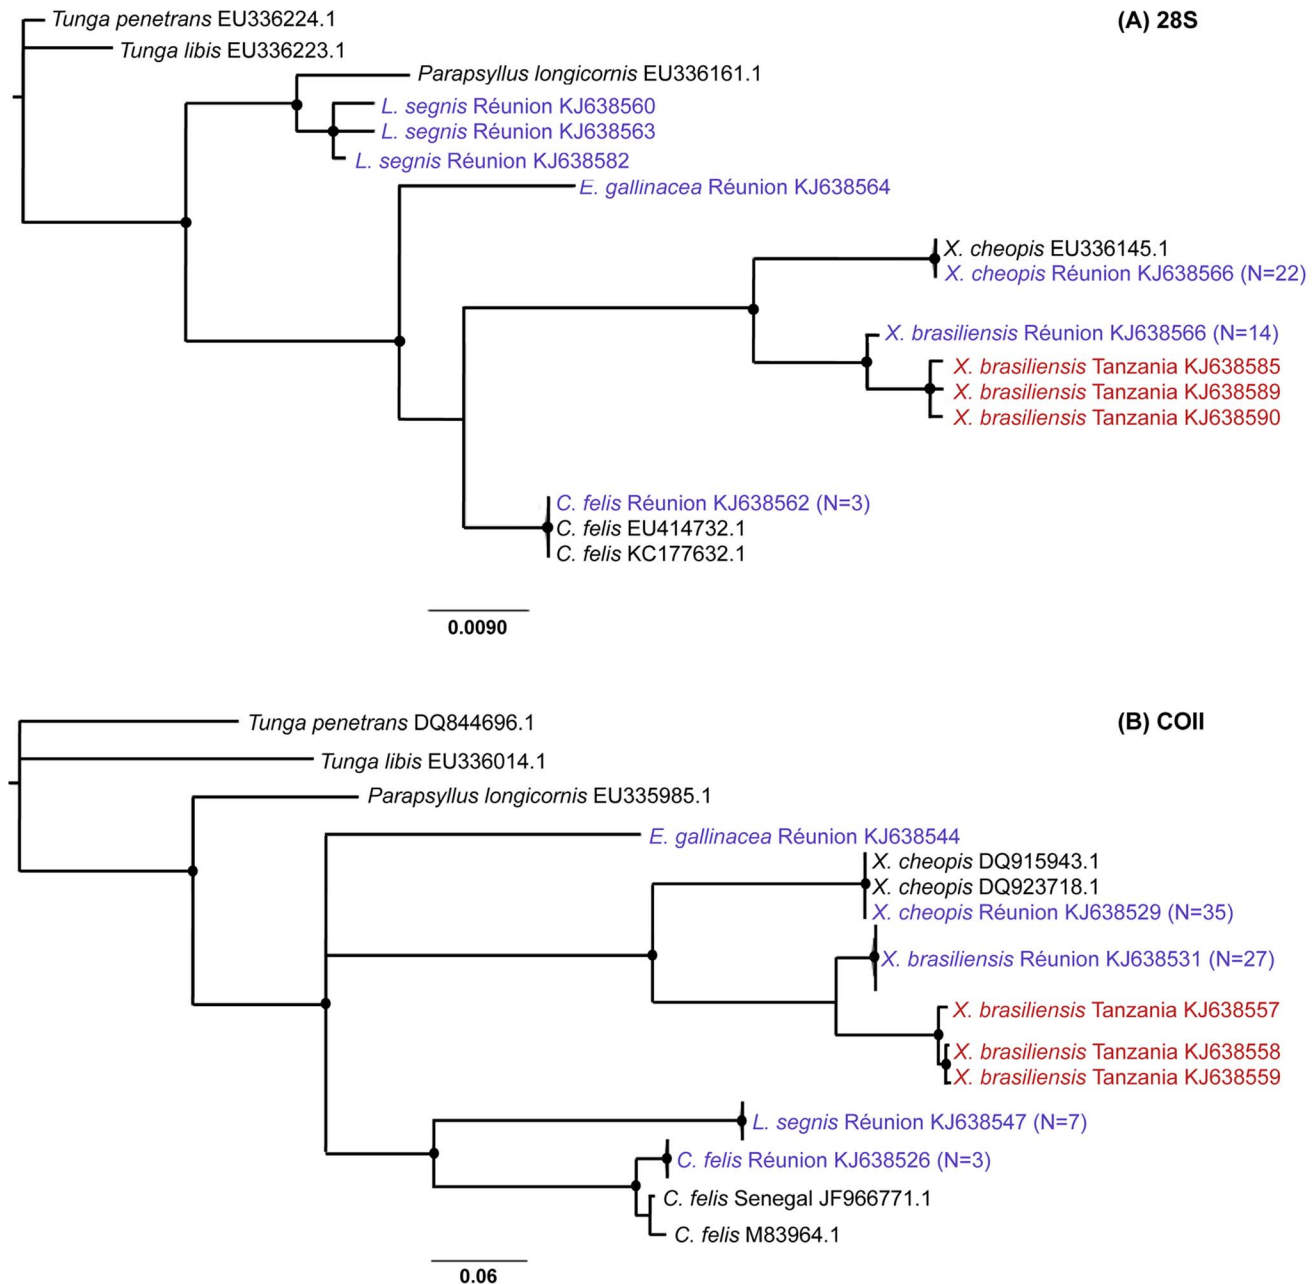 Tunga penetrans EU336224.1
(A) 28S
Tunga libis EU336223.1
Parapsyllus longicornis EU336161.1
L. segnis Réunion KJ638560
L. segnis Réunion KJ638563
L. segnis Réunion KJ638582
E. gallinacea Réunion KJ638564
X. cheopis EU336145.1
X. cheopis Réunion KJ638566 (N=22)
X. brasiliensis Réunion KJ638566 (N=14)
X. brasiliensis Tanzania KJ638585
X. brasiliensis Tanzania KJ638589
X. brasiliensis Tanzania KJ638590
C. felis Réunion KJ638562 (N=3)
C. felis EU414732.1
C. felis KC177632.1
0.0090
Tunga penetrans DQ844696.1
(B) COII
Tunga libis EU336014.1
Parapsyllus longicornis EU335985.1
E. gallinacea Réunion KJ638544
X. cheopis DQ915943.1
X. cheopis DQ923718.1
X. cheopis Réunion KJ638529 (N=35)
X. brasiliensis Réunion KJ638531 (N=27)
X. brasiliensis Tanzania KJ638557
X. brasiliensis Tanzania KJ638558
X. brasiliensis Tanzania KJ638559
L. segnis Réunion KJ638547 (N=7)
C. felis Réunion KJ638526 (N=3)
C. felis Senegal JF966771.1
C. felis M83964.1
0.06